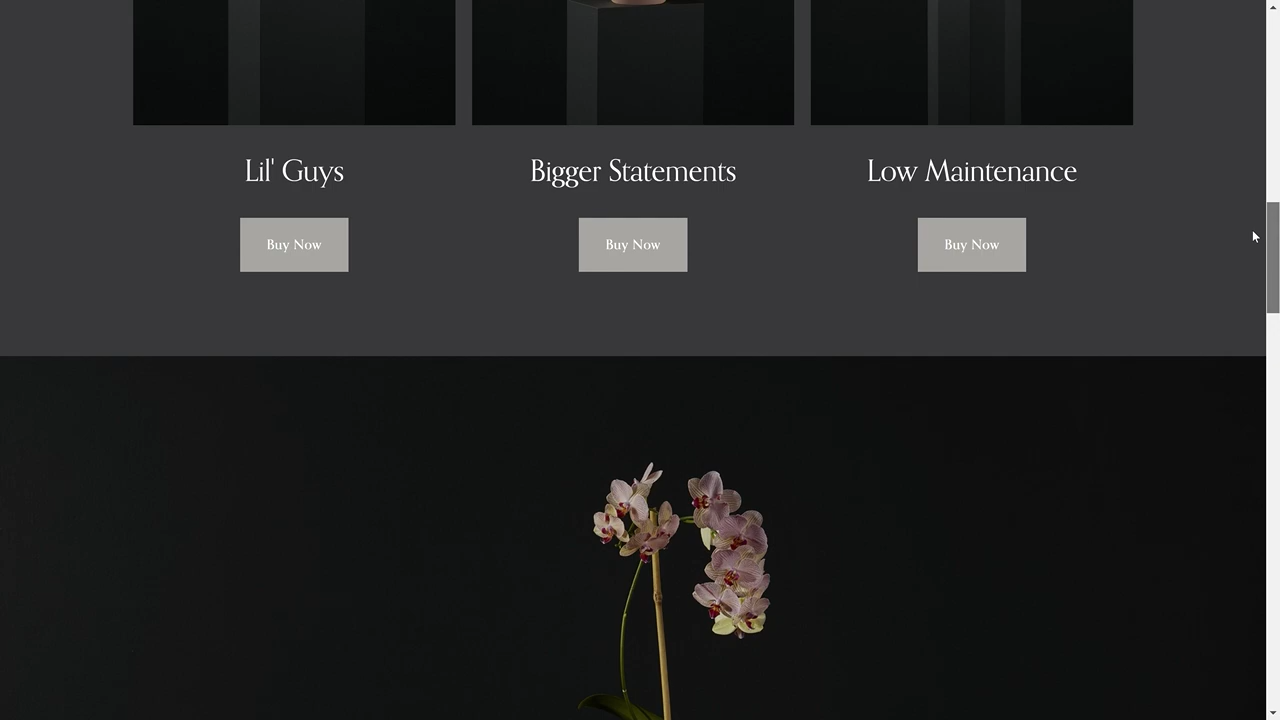 Lil' Guys
Bigger Statements
Low Maintenance
Buy Now
Buy Now
Buy Now